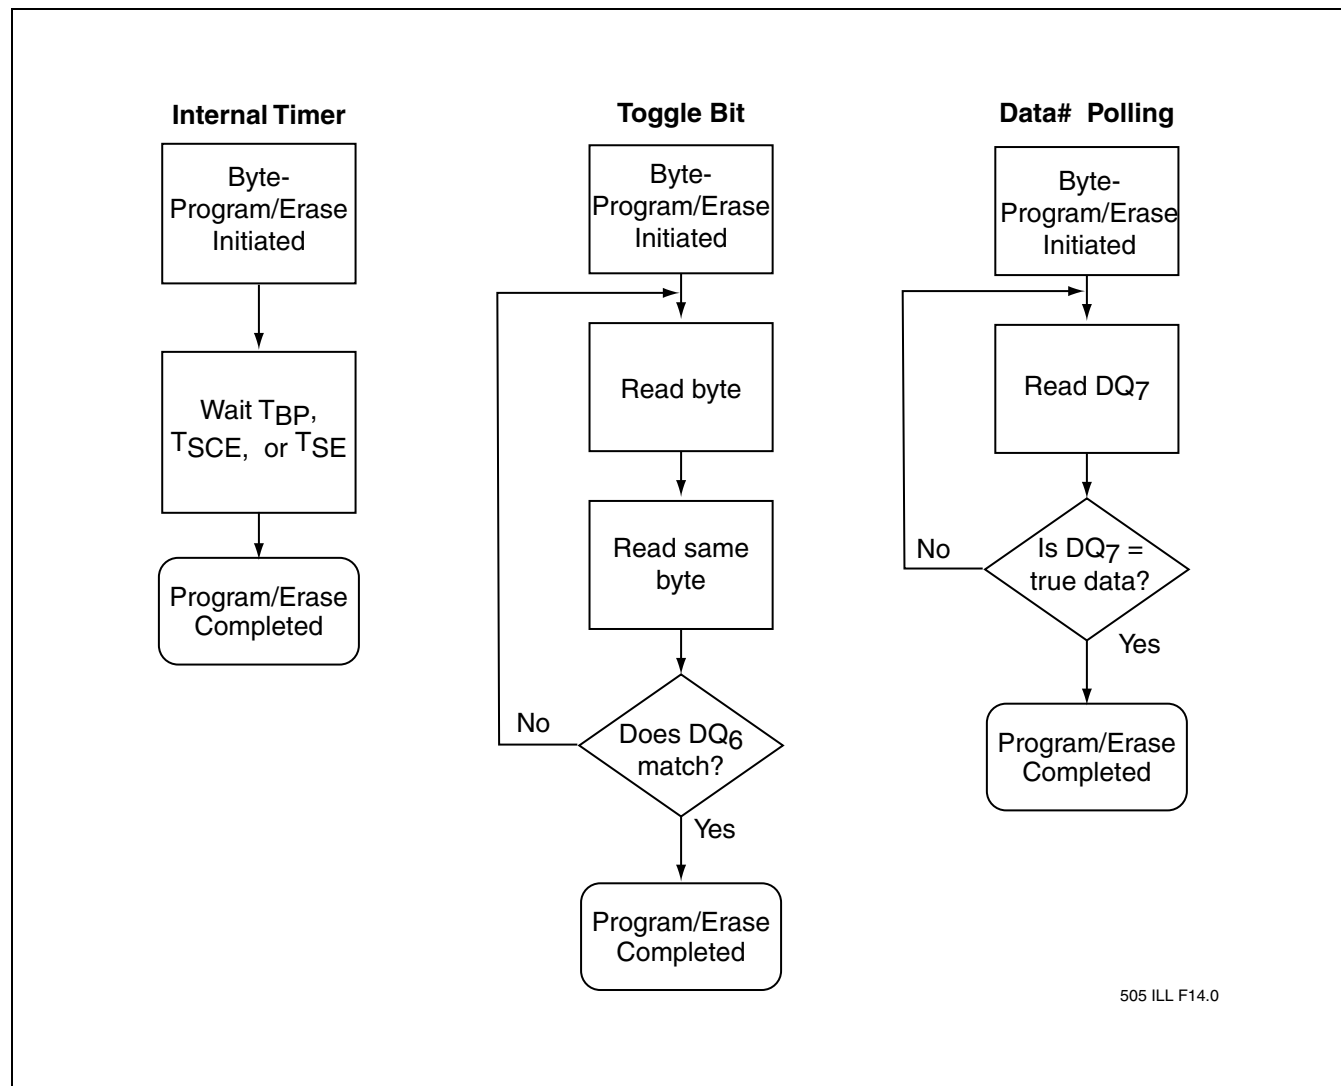 Internal Timer
Byte-
Program/Erase
Initiated
Wait TBP,
TSCE, or TSE
Program/Erase
Completed
Toggle Bit
Byte-
Program/Erase
Initiated
Read byte
Read same
byte
No
Does DQ6
match?
Yes
Program/Erase
Completed
Data# Polling
Byte-
Program/Erase
Initiated
Read DQ7
No
Is DQ7 =
true data?
Yes
Program/Erase
Completed
505 ILL F14.0